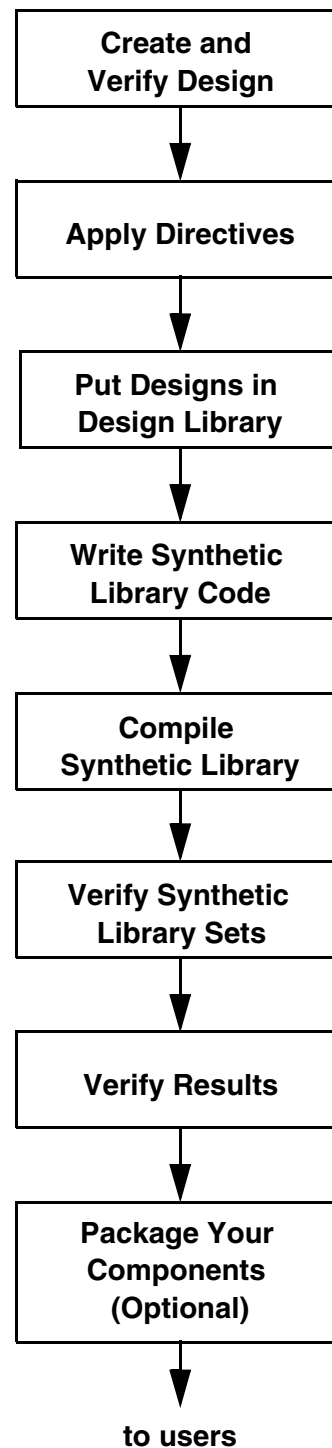 Create and
Verify Design
Apply Directives
Put Designs in
Design Library
Write Synthetic
Library Code
Compile
Synthetic Library
Verify Synthetic
Library Sets
Verify Results
Package Your
Components
(Optional)
to users